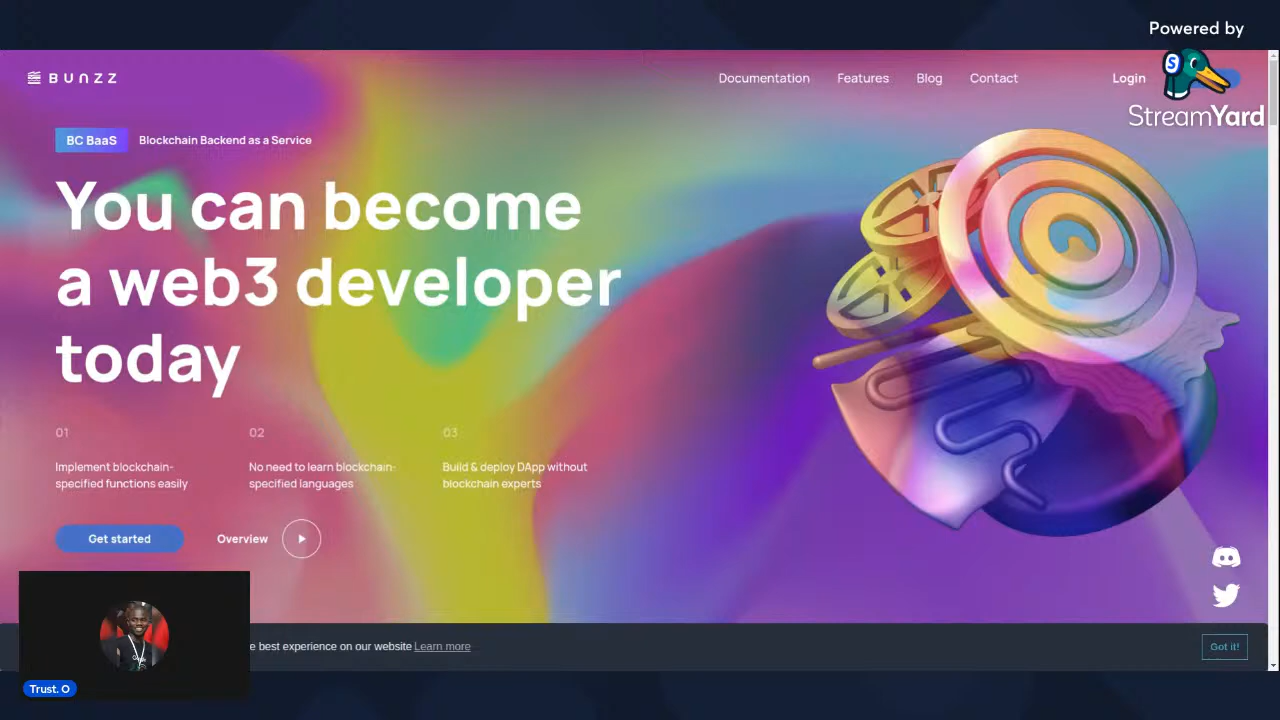 Powered by
StreamYard
BUNZZ
Documentation Features Blog Contact Login
BC BaaS Blockchain Backend as a Service
You can become
a web3 developer
today
01 02 03
Implement blockchain- No need to learn blockchain- Build & deploy DApp without
specified functions easily specified languages blockchain experts
Get started Overview
e best experience on our website Learn more
Got it!
Trust. O